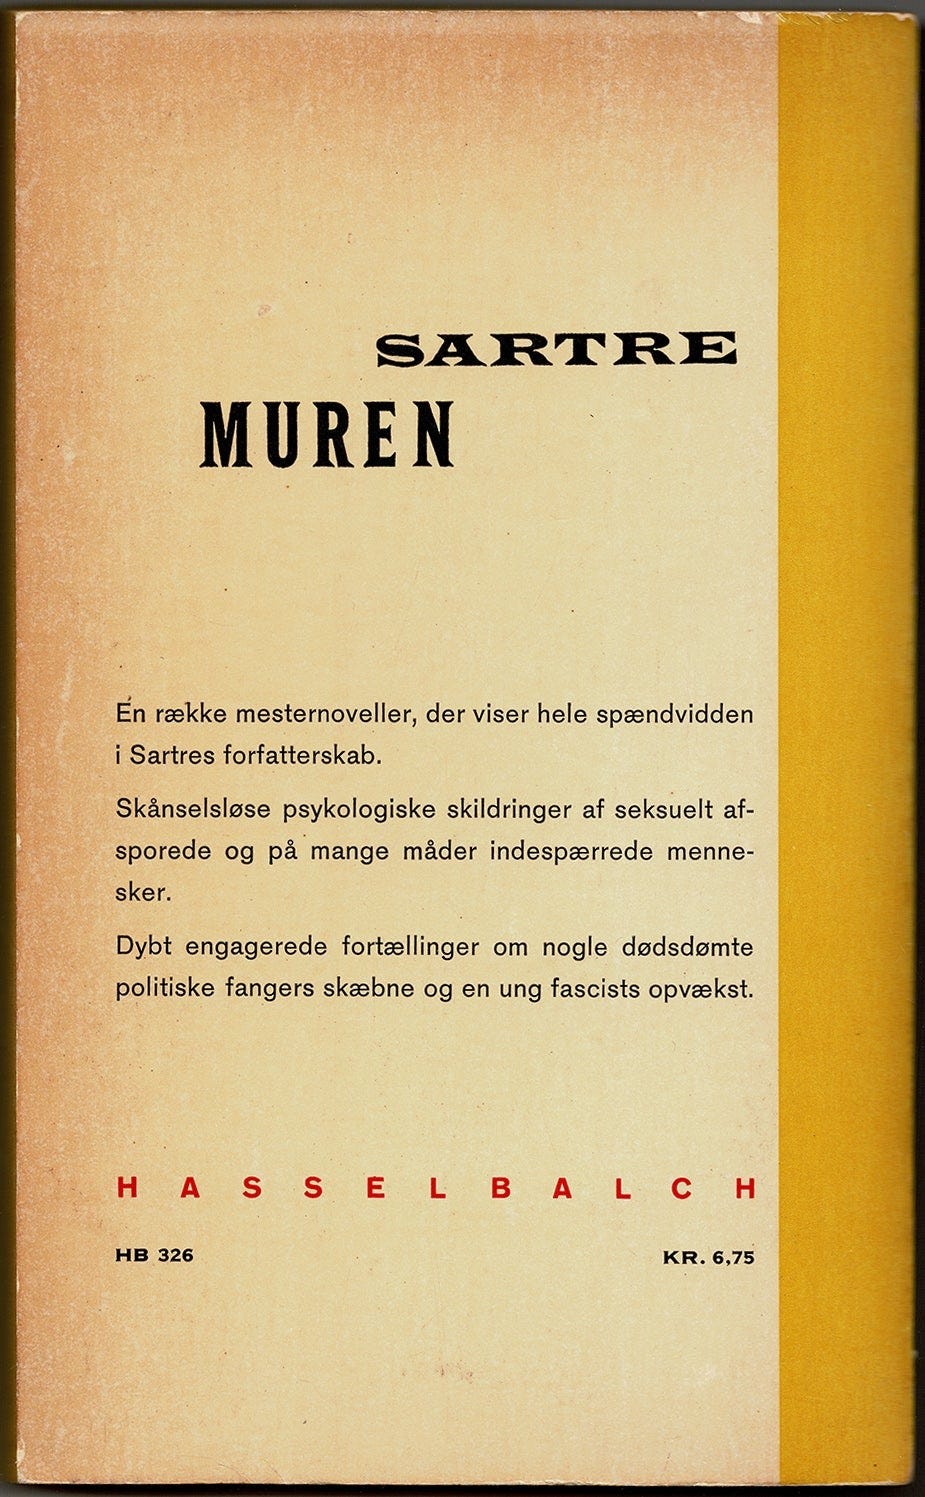 SARTRE
MUREN
En række mesternoveller, der viser hele spændvidden
i Sartres forfatterskab.
Skånselsløse psykologiske skildringer af seksuelt af-
sporede og på mange måder indespærrede menne-
sker.
Dybt engagerede fortællinger om nogle dødsdømte
politiske fangers skæbne og en ung fascists opvækst.
HASSELBALCH
HB 326 KR. 6,75